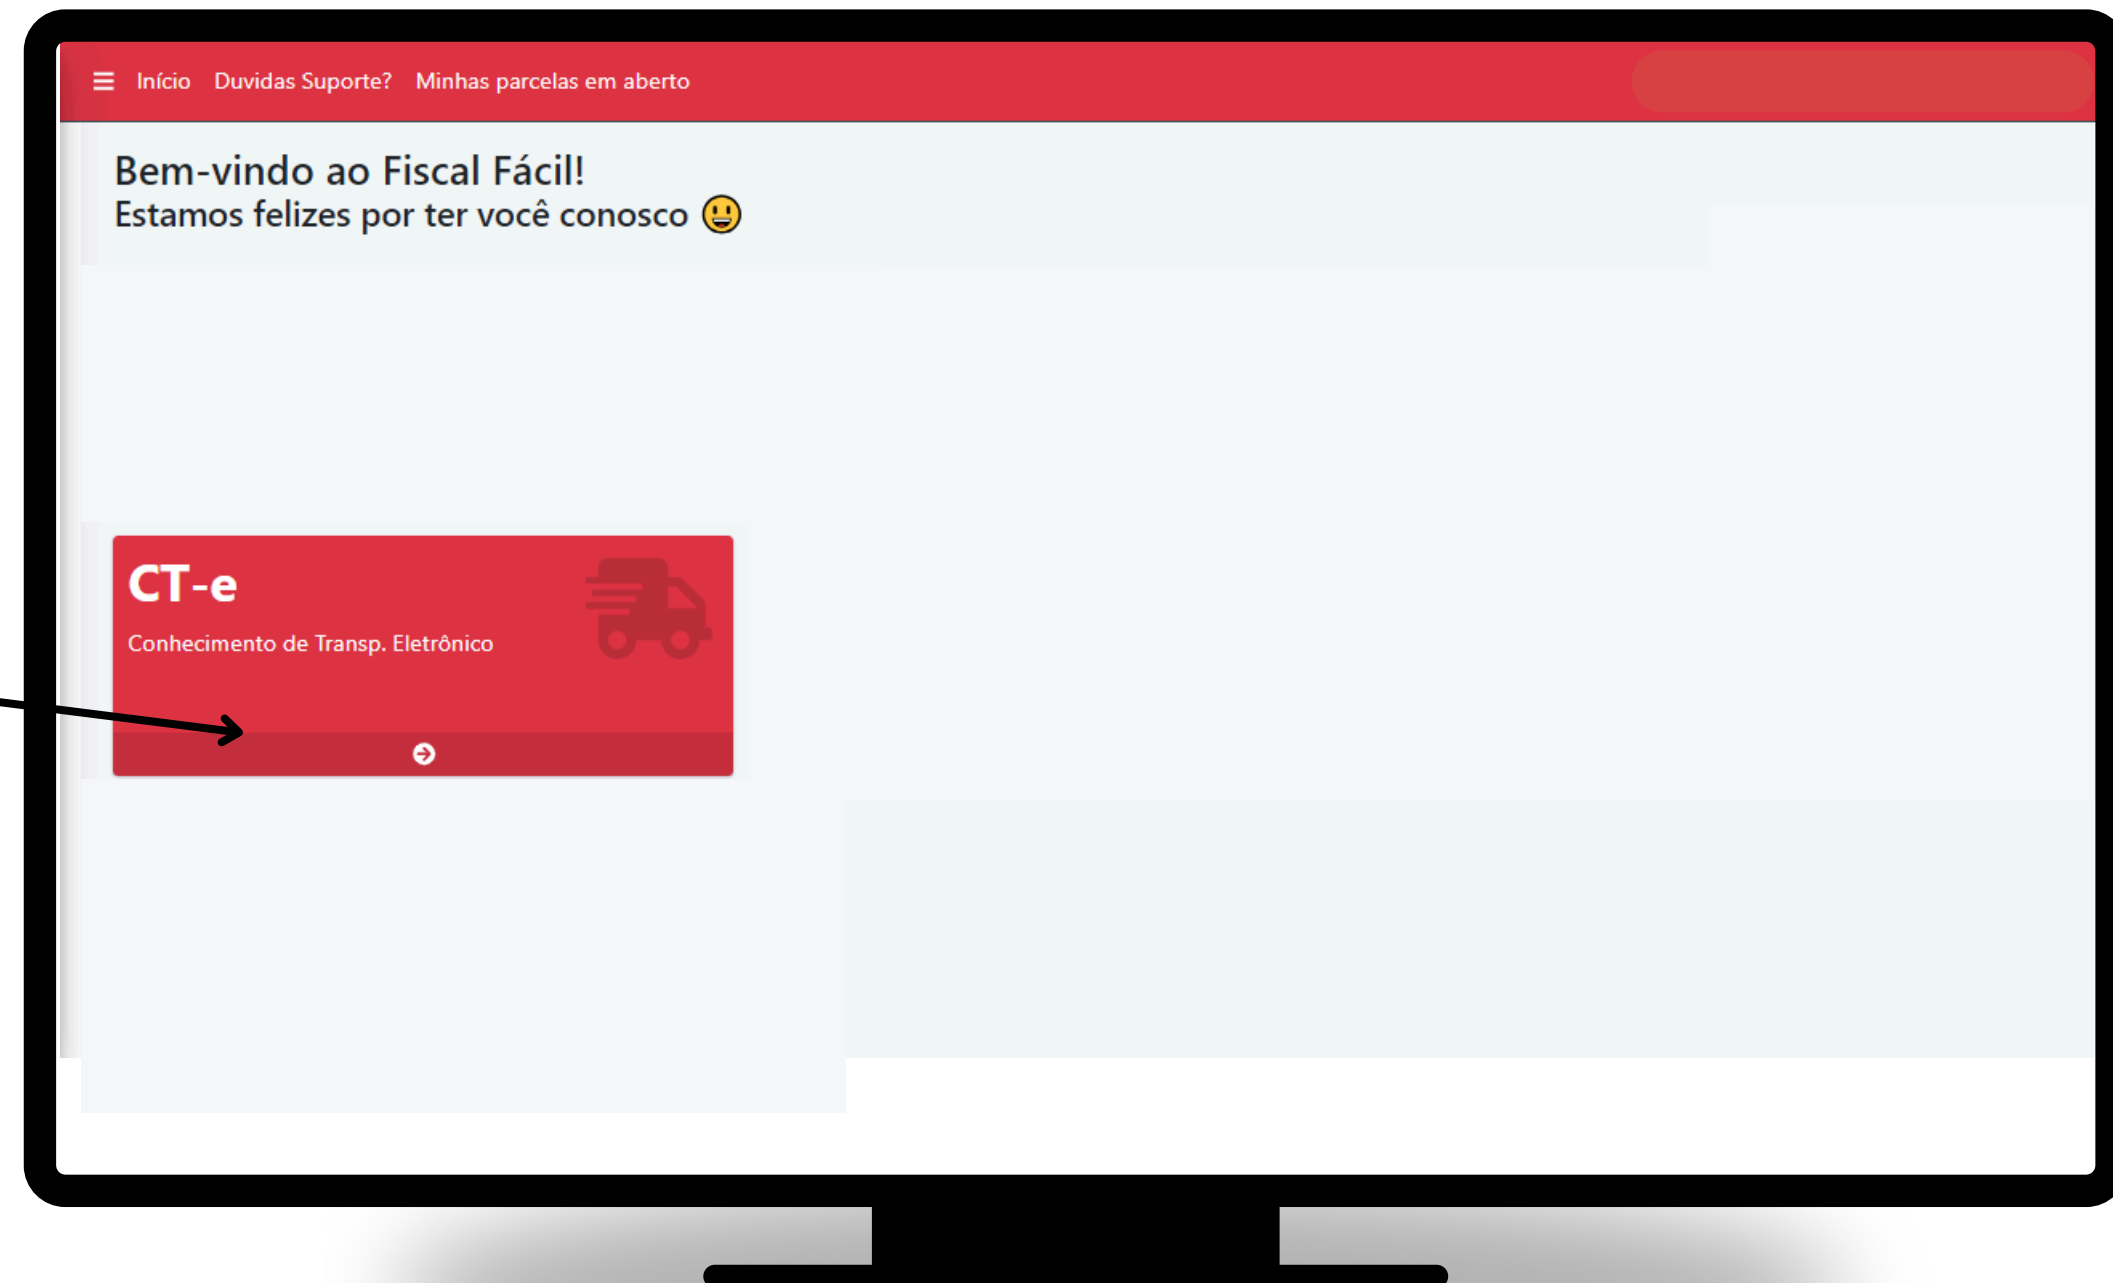 Início Duvidas Suporte? Minhas parcelas em aberto
Bem-vindo ao Fiscal Fácil!
Estamos felizes por ter você conosco 😃
CT-e
Conhecimento de Transp. Eletrônico